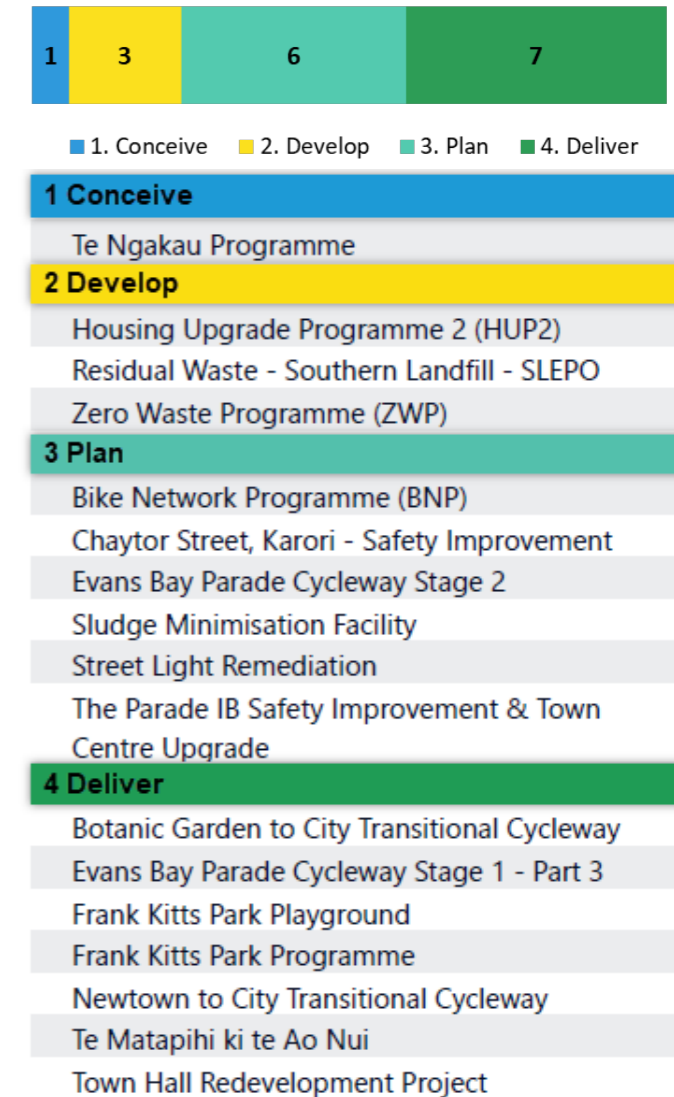 1 3 6 7
1. Conceive 2. Develop 3. Plan 4. Deliver
1 Conceive
Te Ngakau Programme
2 Develop
Housing Upgrade Programme 2 (HUP2)
Residual Waste - Southern Landfill - SLEPO
Zero Waste Programme (ZWP)
3 Plan
Bike Network Programme (BNP)
Chaytor Street, Karori - Safety Improvement
Evans Bay Parade Cycleway Stage 2
Sludge Minimisation Facility
Street Light Remediation
The Parade IB Safety Improvement & Town
Centre Upgrade
4 Deliver
Botanic Garden to City Transitional Cycleway
Evans Bay Parade Cycleway Stage 1 - Part 3
Frank Kitts Park Playground
Frank Kitts Park Programme
Newtown to City Transitional Cycleway
Te Matapihi ki te Ao Nui
Town Hall Redevelopment Project